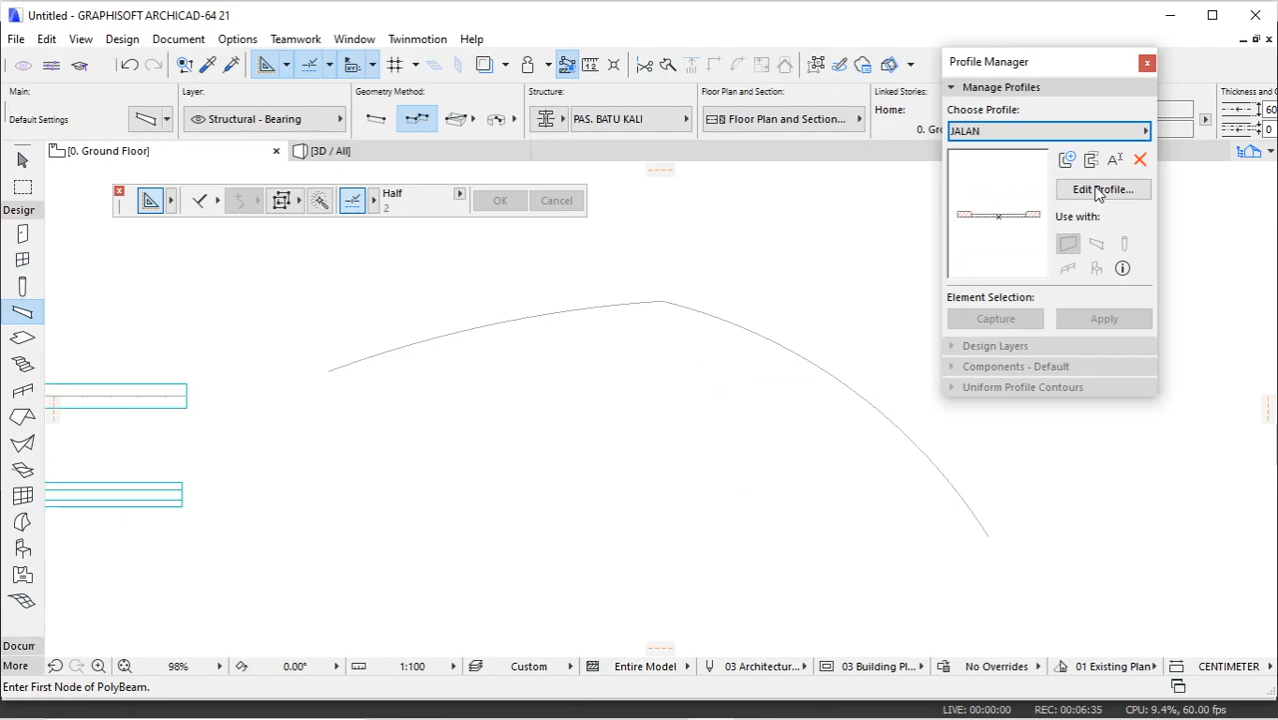 Untitled - GRAPHISOFT ARCHICAD-64 21
File Edit View Design Document Options Teamwork Window Twinmotion Help
Main:
Default Settings
Layer:
Structural - Bearing
Geometry Method:
Structure:
PAS. BATU KALI
Floor Plan and Section:
Floor Plan and Section...
Linked Stories:
Home:
0. Gr
Thickness and
60
0
[0. Ground Floor]
[3D / All]
Half
2
OK
Cancel
Design
Profile Manager
Manage Profiles
Choose Profile:
JALAN
Edit Profile...
Use with:
Element Selection:
Capture
Apply
Design Layers
Components - Default
Uniform Profile Contours
Docum
More
98%
0.00°
1:100
Custom
Entire Model
03 Architectur...
03 Building Pl...
No Overrides
01 Existing Plan
CENTIMETER
Enter First Node of PolyBeam.
LIVE: 00:00:00
REC: 00:06:35
CPU: 9.4%, 60.00 fps